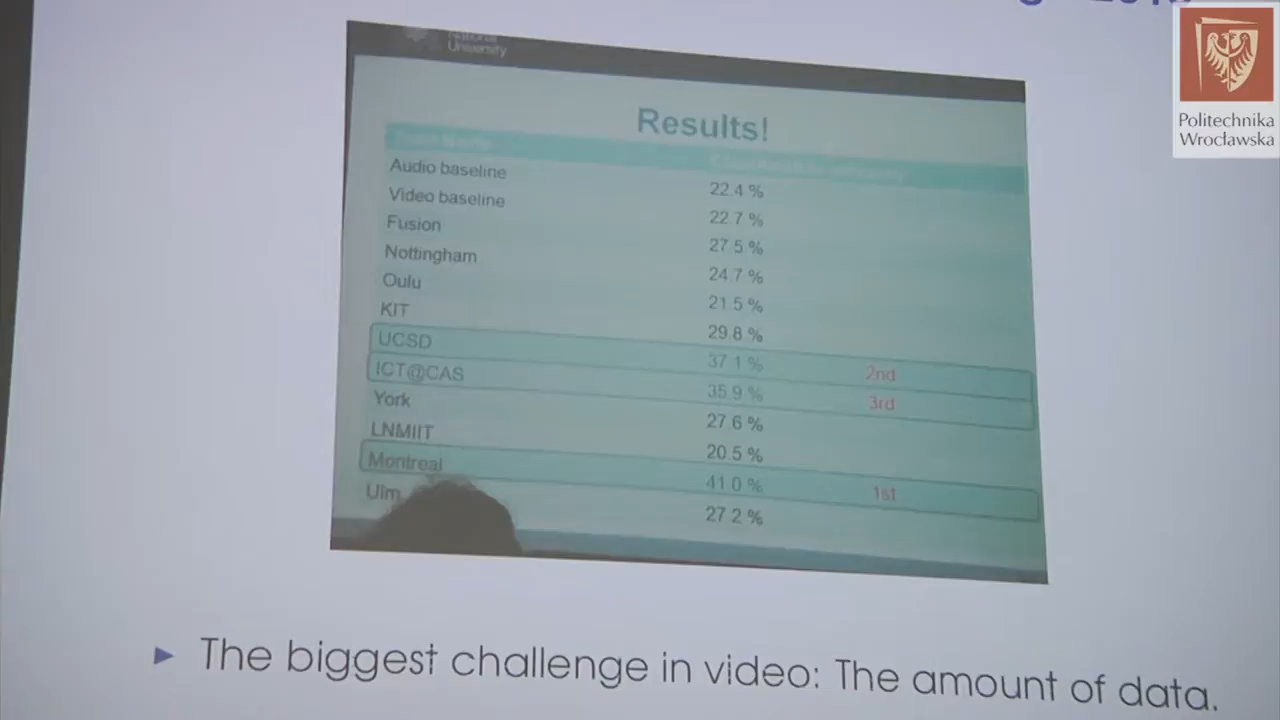 National
University
Results!
Audio baseline 22.4 %
Video baseline 22.7 %
Fusion 27.5 %
Nottingham 24.7 %
Oulu 21.5 %
KIT 29.8 %
UCSD 37.1 % 2nd
ICT@CAS 35.9 % 3rd
York 27.6 %
LNMIIT 20.5 %
Montreal 41.0 % 1st
Ulm 27.2 %
The biggest challenge in video: The amount of data.
Politechnika
Wrocławska